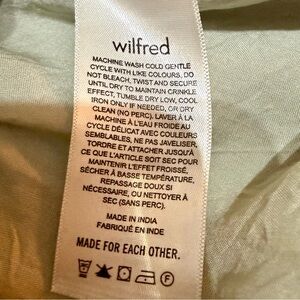 wilfred
MACHINE WASH COLD GENTLE
CYCLE WITH LIKE COLOURS, DO
NOT BLEACH, TWIST AND SECURE
UNTIL DRY TO MAINTAIN CRINKLE
EFFECT, TUMBLE DRY LOW, COOL
IRON ONLY IF NEEDED, OR DRY
CLEAN (NO PERC). LAVER À LA
MACHINE À L'EAU FROIDE AU
CYCLE DÉLICAT AVEC COULEURS
SEMBLABLES, NE PAS JAVELISER,
TORDRE ET ATTACHER JUSQU'À
CE QUE L'ARTICLE SOIT SEC POUR
MAINTENIR L'EFFET FROISSÉ,
SÉCHER À BASSE TEMPÉRATURE,
REPASSAGE DOUX SI
NÉCESSAIRE, OU NETTOYER À
SEC (SANS PERC).
MADE IN INDIA
FABRIQUÉ EN INDE
MADE FOR EACH OTHER.
F